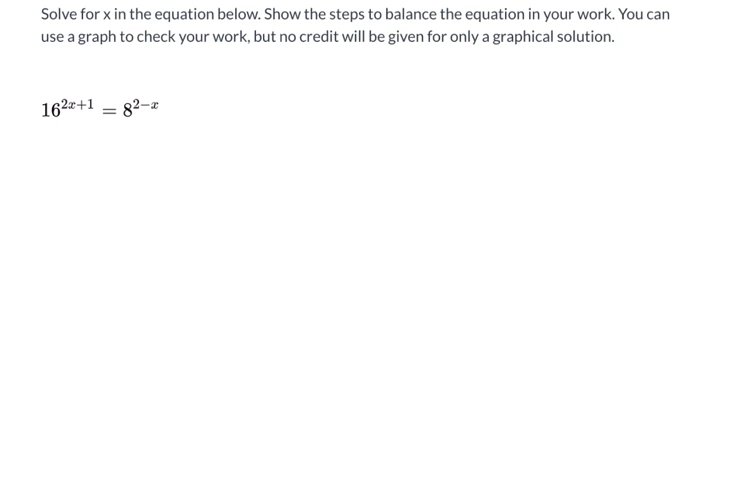 Solve for x in the equation below. Show the steps to balance the equation in your work. You can
use a graph to check your work, but no credit will be given for only a graphical solution.
16^{2x+1} = 8^{2-x}